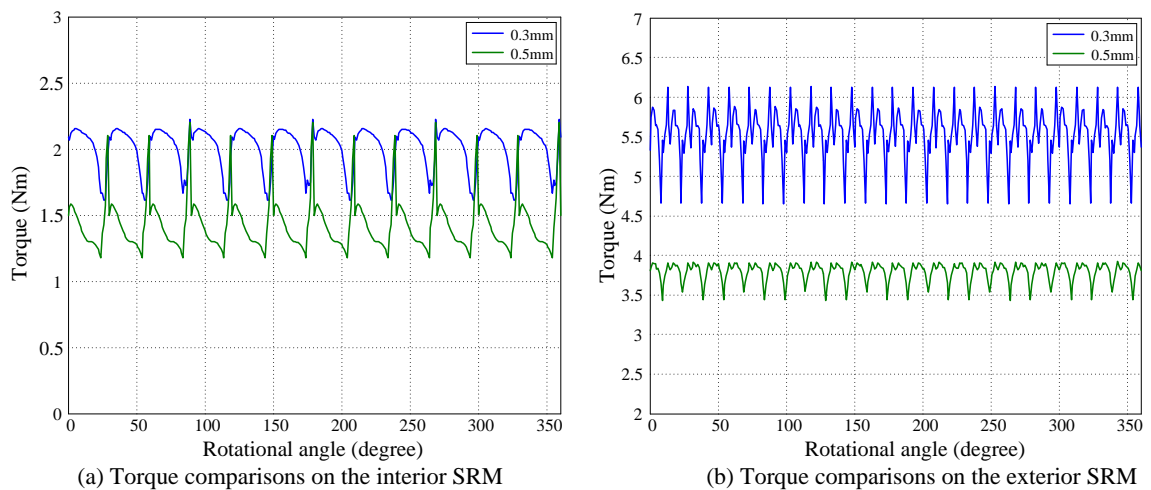 3
2.5
2
1.5
1
0.5
0
0 50 100 150 200 250 300 350
Torque (Nm)
Rotational angle (degree)
0.3mm
0.5mm
(a) Torque comparisons on the interior SRM
7
6.5
6
5.5
5
4.5
4
3.5
3
2.5
2
0 50 100 150 200 250 300 350
Torque (Nm)
Rotational angle (degree)
0.3mm
0.5mm
(b) Torque comparisons on the exterior SRM